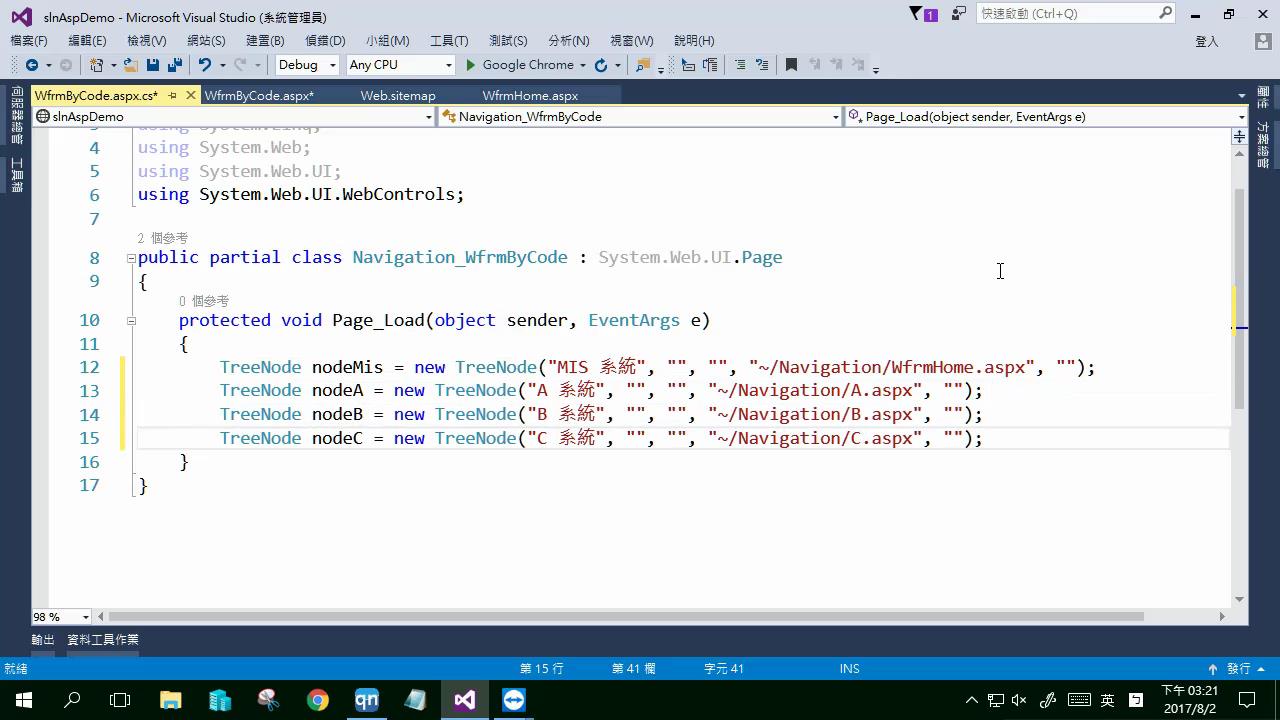 slnAspDemo - Microsoft Visual Studio (系統管理員)
1
快速啟動 (Ctrl+Q)
檔案(F) 編輯(E) 檢視(V) 網站(S) 建置(B) 偵錯(D) 小組(M) 工具(T) 測試(S) 分析(N) 視窗(W) 說明(H)
登入
Debug Any CPU Google Chrome
WfrmByCode.aspx.cs* WfrmByCode.aspx* Web.sitemap WfrmHome.aspx
slnAspDemo Navigation_WfrmByCode Page_Load(object sender, EventArgs e)
伺服器總管
工具箱
屬性
方案總管
3 using System.Linq;
4 using System.Web;
5 using System.Web.UI;
6 using System.Web.UI.WebControls;
7
2 個參考
8 public partial class Navigation_WfrmByCode : System.Web.UI.Page
9 {
0 個參考
10 protected void Page_Load(object sender, EventArgs e)
11 {
12 TreeNode nodeMis = new TreeNode("MIS 系統", "", "", "~/Navigation/WfrmHome.aspx", "");
13 TreeNode nodeA = new TreeNode("A 系統", "", "", "~/Navigation/A.aspx", "");
14 TreeNode nodeB = new TreeNode("B 系統", "", "", "~/Navigation/B.aspx", "");
15 TreeNode nodeC = new TreeNode("C 系統", "", "", "~/Navigation/C.aspx", "");
16 }
17 }
98 %
輸出 資料工具作業
就緒 第 15 行 第 41 欄 字元 41 INS 發行
qn
英
下午 03:21
2017/8/2